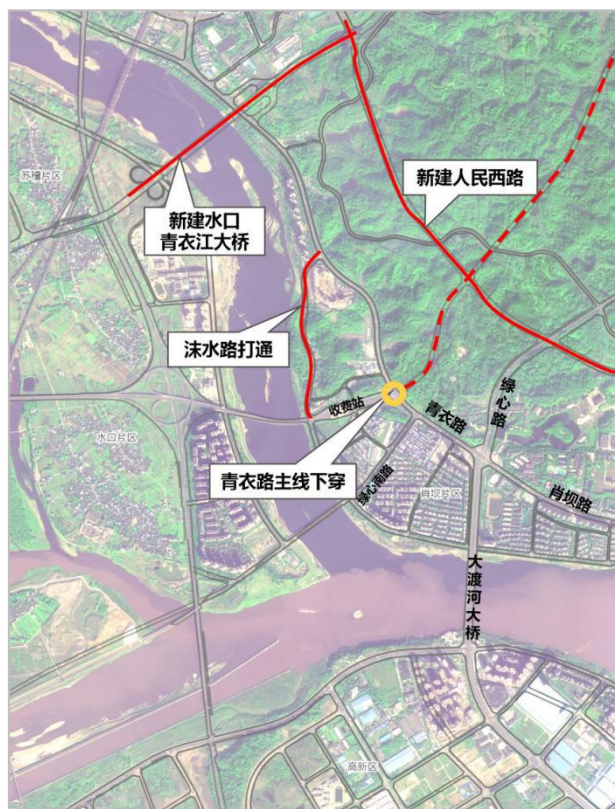 苏稽片区
新建水口
青衣江大桥
新建人民西路
沫水路打通
绿心路
收费站
青衣路
水口片区
青衣路主线下穿
绿心南路
肖坝片区
肖坝路
大渡河大桥
高新区